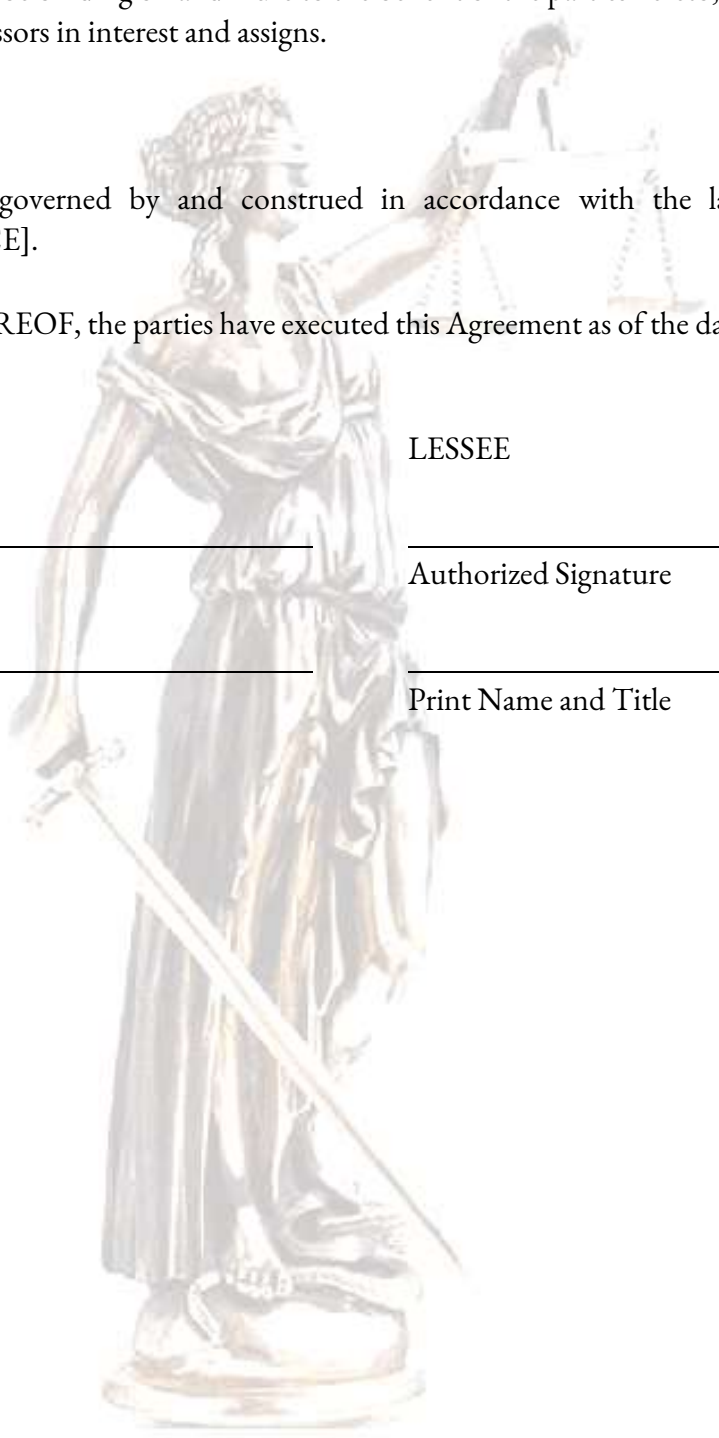 ssors in interest and assigns.
governed by and construed in accordance with the
E].
REOF, the parties have executed this Agreement as of the
LESSEE
Authorized Signature
Print Name and Title